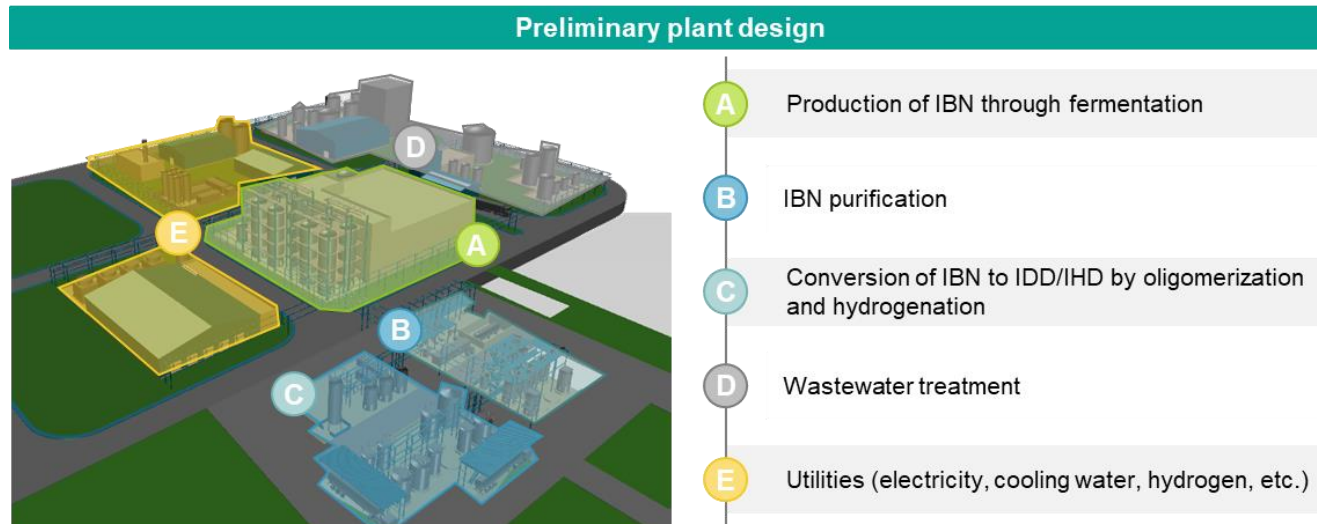 Preliminary plant design
D
E
A
B
C
A Production of IBN through fermentation
B IBN purification
C Conversion of IBN to IDD/IHD by oligomerization
and hydrogenation
D Wastewater treatment
E Utilities (electricity, cooling water, hydrogen, etc.)